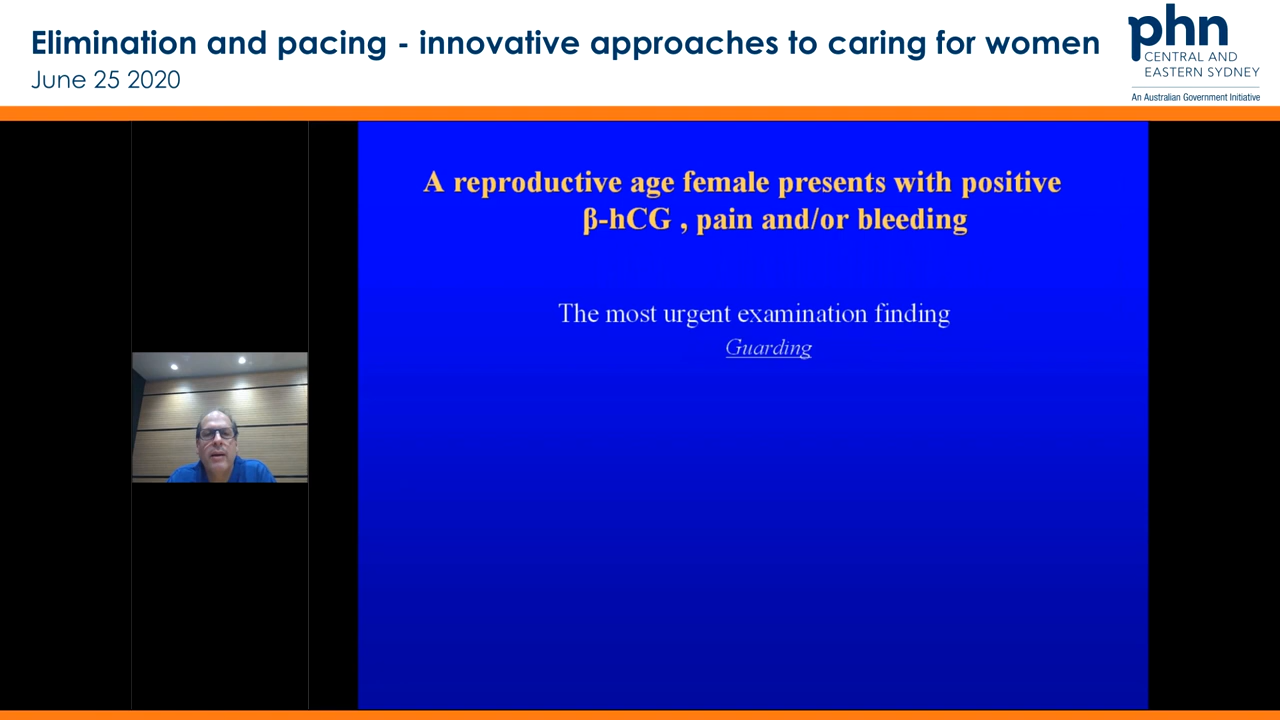 Elimination and pacing - innovative approaches to caring for women
June 25 2020
phn
CENTRAL AND
EASTERN SYDNEY
An Australian Government Initiative
A reproductive age female presents with positive
β-hCG , pain and/or bleeding
The most urgent examination finding
Guarding